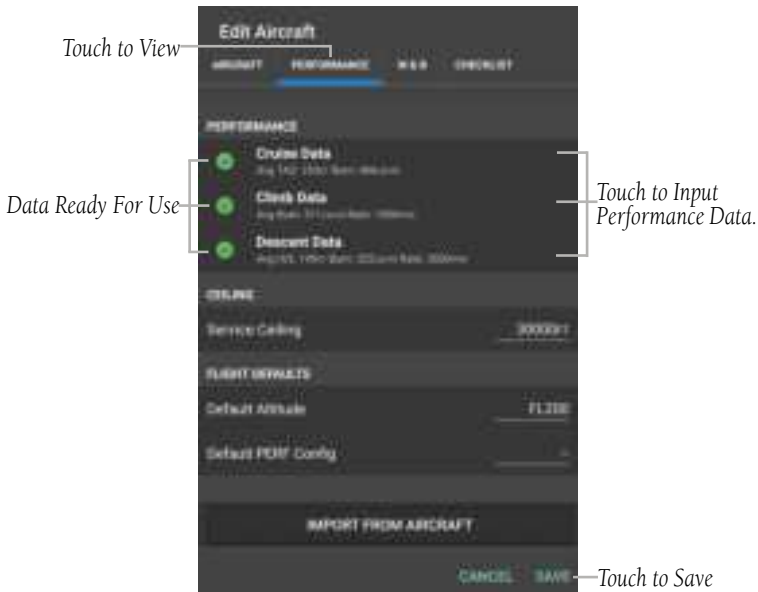 Edit Aircraft
Touch to View
AIRCRAFT PERFORMANCE W & B CHECKLIST
PERFORMANCE
Cruise Data
Climb Data
Descent Data
Data Ready For Use
Touch to Input
Performance Data.
CEILING
Service Ceiling 30000FT
FLIGHT DEFAULTS
Default Altitude
Default PERF Config
IMPORT FROM AIRCRAFT
CANCEL SAVE
Touch to Save